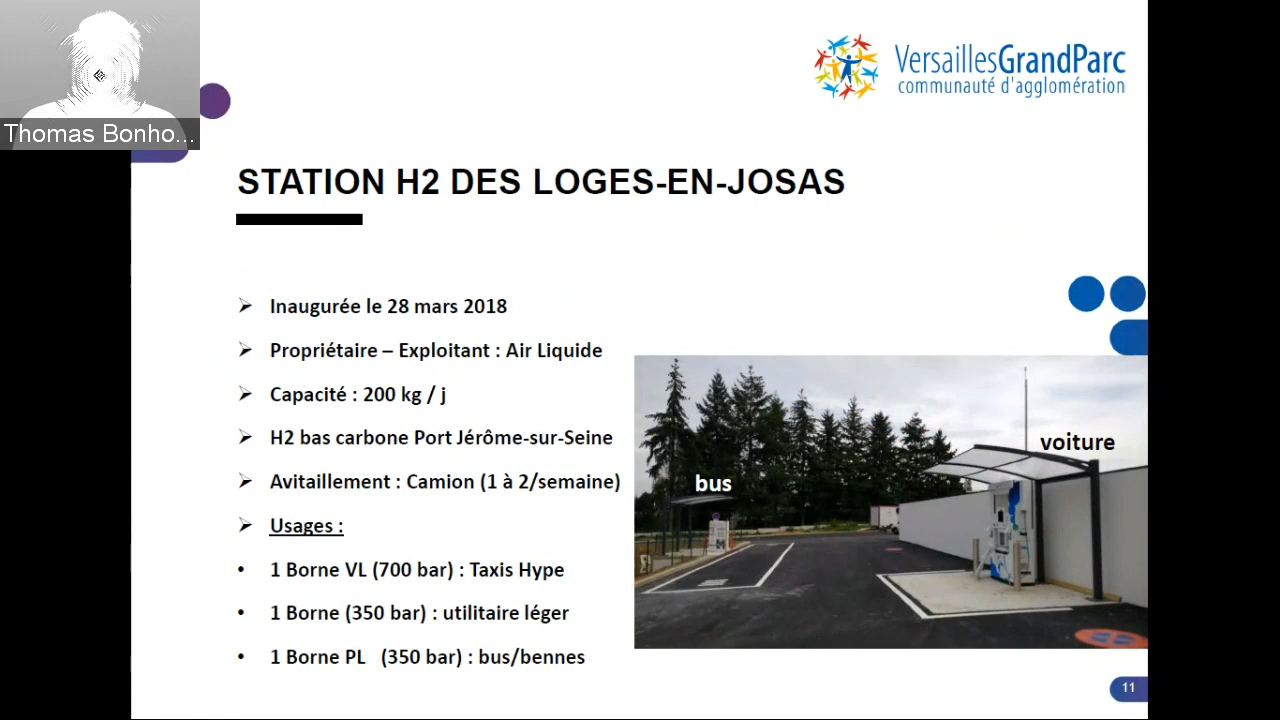 Thomas Bonho...
VersaillesGrandParc
communauté d'agglomération
STATION H2 DES LOGES-EN-JOSAS
➢ Inaugurée le 28 mars 2018
➢ Propriétaire – Exploitant : Air Liquide
➢ Capacité : 200 kg / j
➢ H2 bas carbone Port Jérôme-sur-Seine
➢ Avitaillement : Camion (1 à 2/semaine)
➢ Usages :
• 1 Borne VL (700 bar) : Taxis Hype
• 1 Borne (350 bar) : utilitaire léger
• 1 Borne PL (350 bar) : bus/bennes
voiture
bus
11